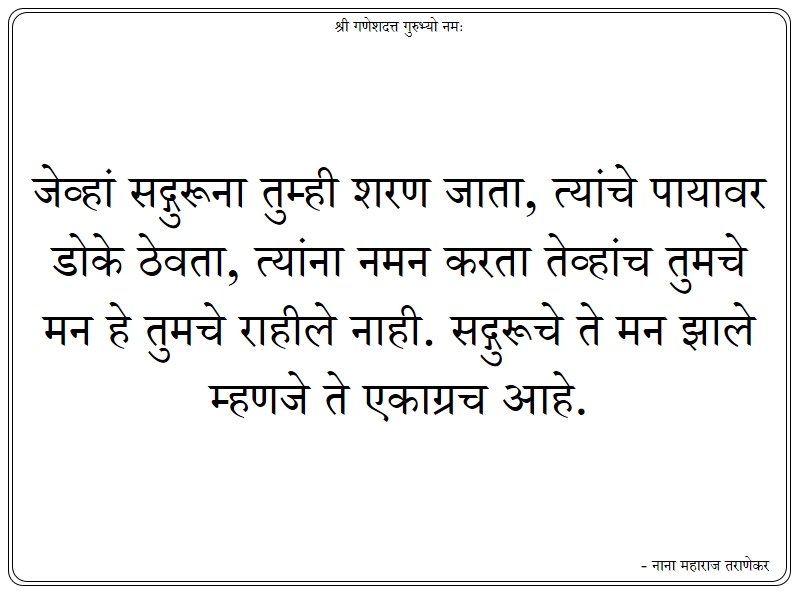 श्री गणेशदत्त गुरुभ्यो नमः
जेव्हां सद्गुरूना तुम्ही शरण जाता, त्यांचे पायावर
डोके ठेवता, त्यांना नमन करता तेव्हांच तुमचे
मन हे तुमचे राहीले नाही. सद्गुरूचे ते मन झाले
म्हणजे ते एकाग्रच आहे.
- नाना महाराज तराणेकर